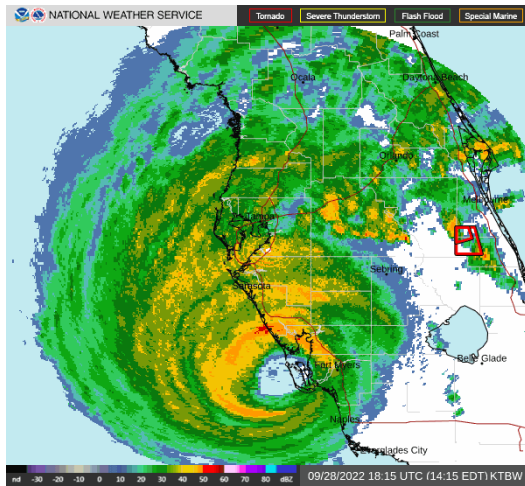 NATIONAL WEATHER SERVICE
Tornado Severe Thunderstorm Flash Flood Special Marine
Palm Coast
Ocala
Daytona Beach
Orlando
Melbourne
Tampa
Sebring
Sarasota
Belle Glade
Fort Myers
Naples
Everglades City
nd -30 -20 -10 0 10 20 30 40 50 60 70 80 dBZ
09/28/2022 18:15 UTC (14:15 EDT) KTBW